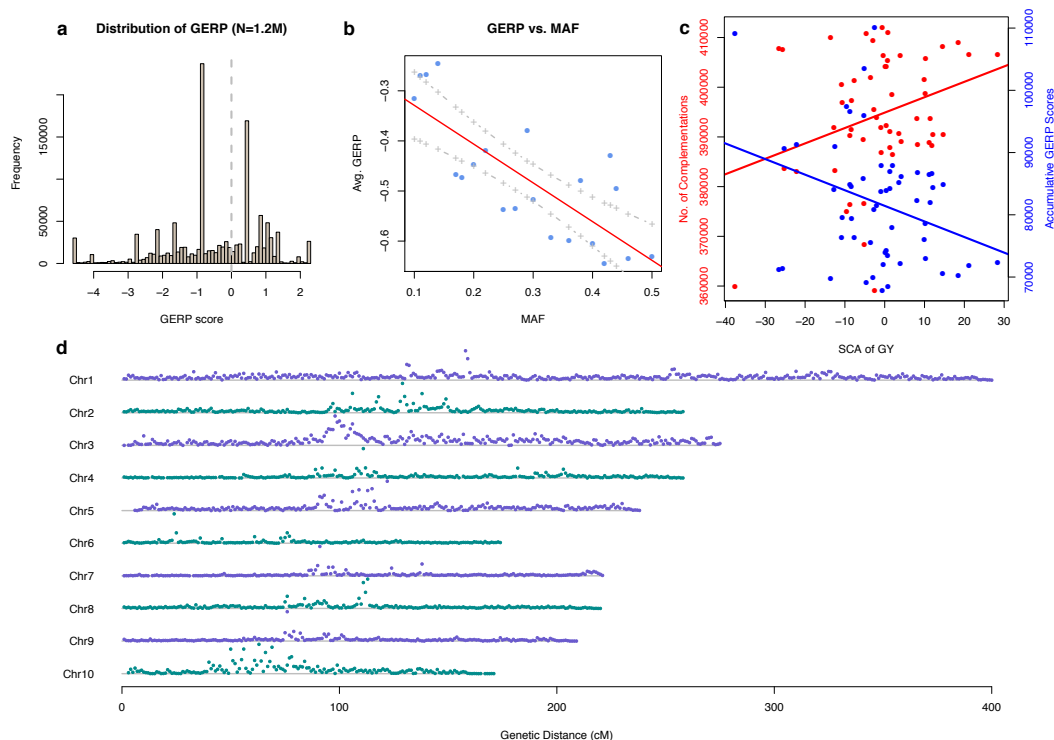 a
Distribution of GERP (N=1.2M)
Frequency
0
50000
150000
−4
−3
−2
−1
0
1
2
GERP score
b
GERP vs. MAF
Avg. GERP
−0.3
−0.4
−0.5
−0.6
0.1
0.2
0.3
0.4
0.5
MAF
c
No. of Complementations
410000
400000
390000
380000
370000
360000
Accumulative GERP Scores
110000
100000
90000
80000
70000
−40
−30
−20
−10
0
10
20
30
SCA of GY
d
Chr1
Chr2
Chr3
Chr4
Chr5
Chr6
Chr7
Chr8
Chr9
Chr10
0
100
200
300
400
Genetic Distance (cM)